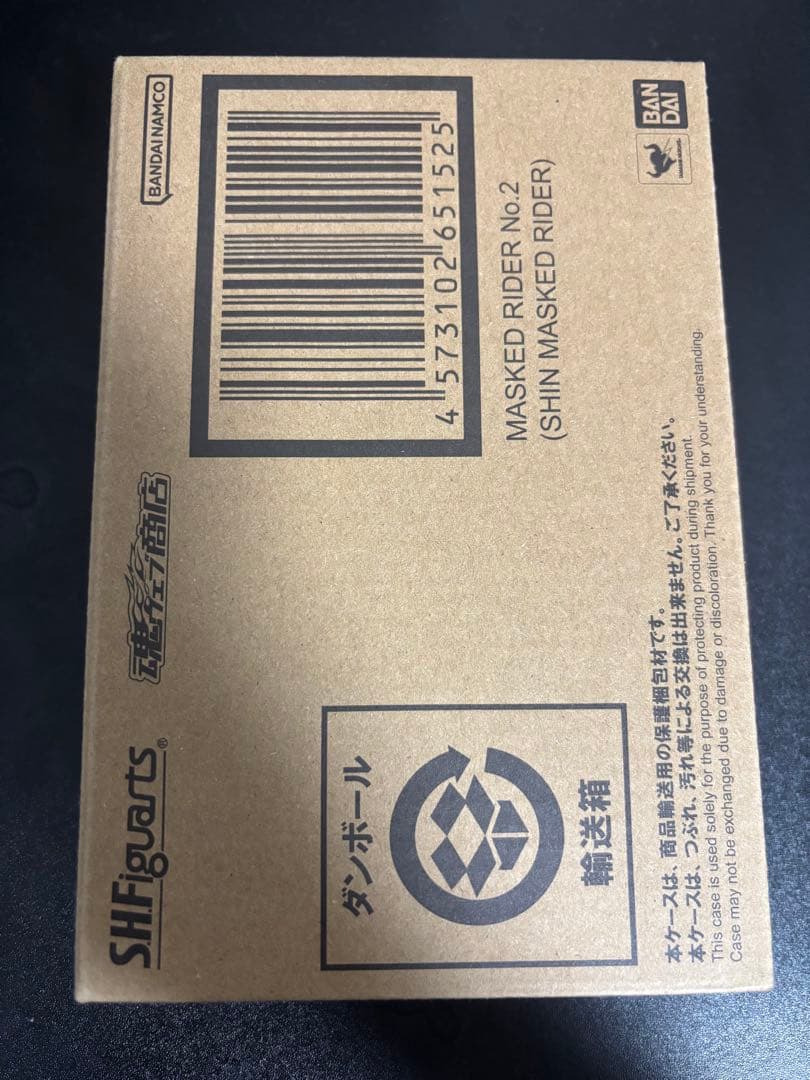 S.H.Figuarts®
魂ウェブ商店
BANDAI NAMCO
4 573102 651525
MASKED RIDER No.2
(SHIN MASKED RIDER)
BAN
DAI
ダンボール
輸送箱
本ケースは、商品輸送用の保護梱包材です。
本ケースは、つぶれ、汚れ等による交換は出来ません。ご了承ください。
This case is used solely for the purpose of protecting product during shipment.
Case may not be exchanged due to damage or discoloration. Thank you for your understanding.